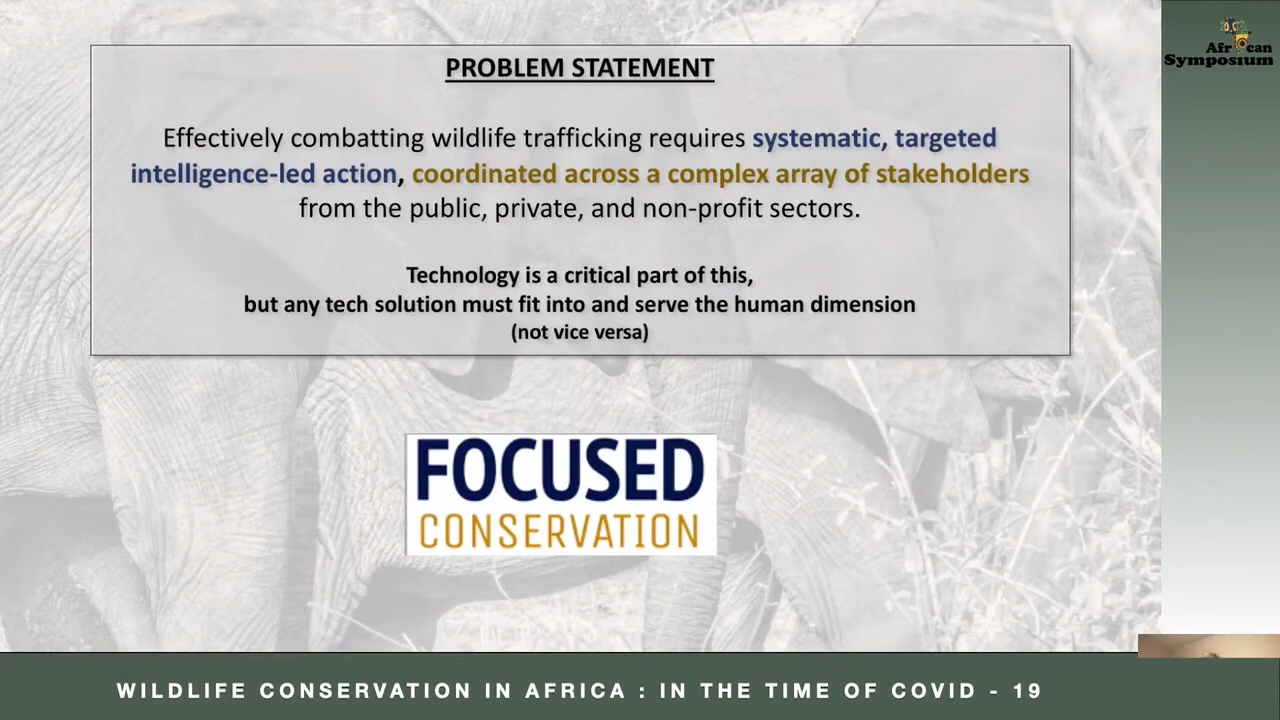 PROBLEM STATEMENT
Effectively combatting wildlife trafficking requires systematic, targeted
intelligence-led action, coordinated across a complex array of stakeholders
from the public, private, and non-profit sectors.
Technology is a critical part of this,
but any tech solution must fit into and serve the human dimension
(not vice versa)
FOCUSED
CONSERVATION
African
Symposium
WILDLIFE CONSERVATION IN AFRICA : IN THE TIME OF COVID - 19